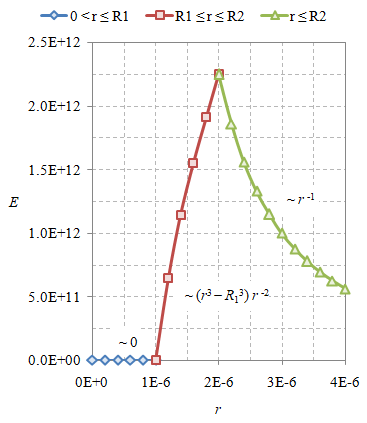 0 < r ≤ R1 R1 ≤ r ≤ R2 r ≤ R2
2.5E+12
2.0E+12
1.5E+12
1.0E+12
5.0E+11
0.0E+00
E
~ r -1
~ (r3 – R13) r -2
~ 0
0E+0 1E-6 2E-6 3E-6 4E-6
r